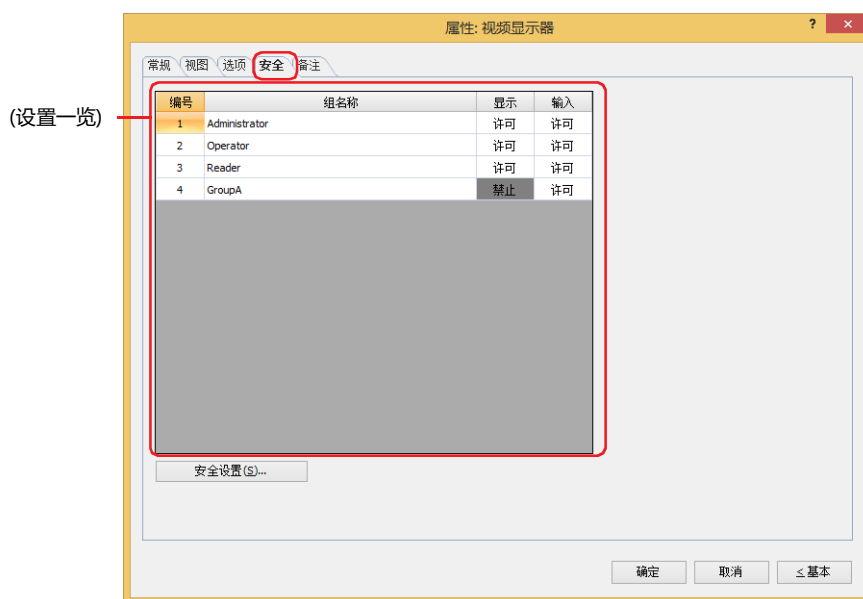 属性: 视频显示器
?
×
常规 视图 选项 安全 备注
(设置一览)
编号 组名称 显示 输入
1 Administrator 许可 许可
2 Operator 许可 许可
3 Reader 许可 许可
4 GroupA 禁止 许可
安全设置(S)...
确定 取消 <基本